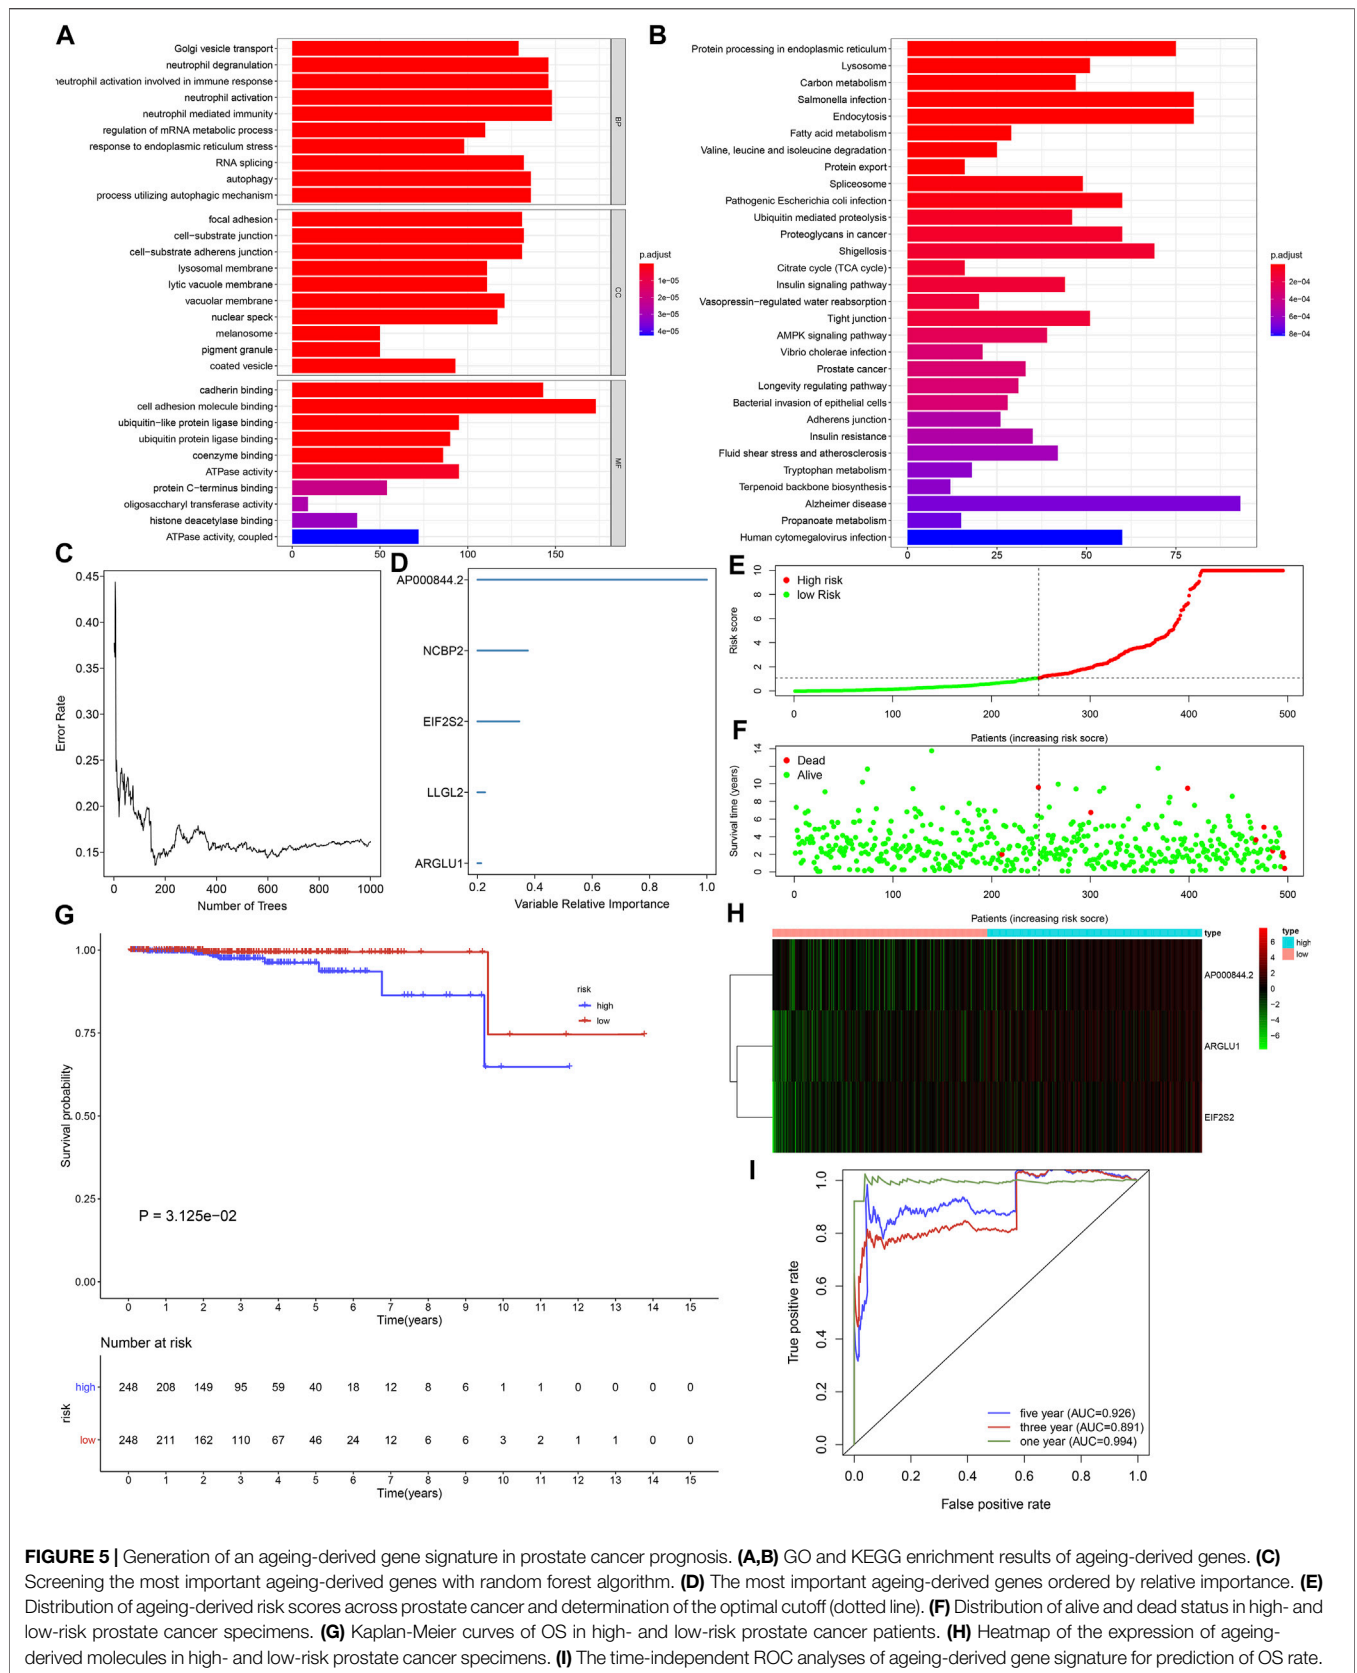 A
Golgi vesicle transport
neutrophil degranulation
neutrophil activation involved in immune response
neutrophil activation
neutrophil mediated immunity
regulation of mRNA metabolic process
response to endoplasmic reticulum stress
RNA splicing
autophagy
process utilizing autophagic mechanism
BP
focal adhesion
cell−substrate junction
cell−substrate adherens junction
lysosomal membrane
lytic vacuole membrane
vacuolar membrane
nuclear speck
melanosome
pigment granule
coated vesicle
CC
cadherin binding
cell adhesion molecule binding
ubiquitin−like protein ligase binding
ubiquitin protein ligase binding
coenzyme binding
ATPase activity
protein C−terminus binding
oligosaccharyl transferase activity
histone deacetylase binding
ATPase activity, coupled
MF
0 50 100 150
p.adjust
1e−05
2e−05
3e−05
4e−05
B
Protein processing in endoplasmic reticulum
Lysosome
Carbon metabolism
Salmonella infection
Endocytosis
Fatty acid metabolism
Valine, leucine and isoleucine degradation
Protein export
Spliceosome
Pathogenic Escherichia coli infection
Ubiquitin mediated proteolysis
Proteoglycans in cancer
Shigellosis
Citrate cycle (TCA cycle)
Insulin signaling pathway
Vasopressin−regulated water reabsorption
Tight junction
AMPK signaling pathway
Vibrio cholerae infection
Prostate cancer
Longevity regulating pathway
Bacterial invasion of epithelial cells
Adherens junction
Insulin resistance
Fluid shear stress and atherosclerosis
Tryptophan metabolism
Terpenoid backbone biosynthesis
Alzheimer disease
Propanoate metabolism
Human cytomegalovirus infection
0 25 50 75
p.adjust
2e−04
4e−04
6e−04
8e−04
C
Error Rate
0.45
0.40
0.35
0.30
0.25
0.20
0.15
0 200 400 600 800 1000
Number of Trees
D
AP000844.2
NCBP2
EIF2S2
LLGL2
ARGLU1
0.2 0.4 0.6 0.8 1.0
Variable Relative Importance
E
High risk
low Risk
Risk score
10
8
6
4
2
0
0 100 200 300 400 500
Patients (increasing risk socre)
F
Dead
Alive
Survival time (years)
14
10
8
6
4
2
0
0 100 200 300 400 500
Patients (increasing risk socre)
G
Survival probability
1.00
0.75
0.50
0.25
0.00
risk
high
low
P = 3.125e−02
0 1 2 3 4 5 6 7 8 9 10 11 12 13 14 15
Time(years)
Number at risk
risk
high 248 208 149 95 59 40 18 12 8 6 1 1 0 0 0 0
low 248 211 162 110 67 46 24 12 6 6 3 2 1 1 0 0
0 1 2 3 4 5 6 7 8 9 10 11 12 13 14 15
Time(years)
H
type
AP000844.2
ARGLU1
EIF2S2
6
4
2
0
−2
−4
−6
type
high
low
I
True positive rate
1.0
0.8
0.6
0.4
0.2
0.0
five year (AUC=0.926)
three year (AUC=0.891)
one year (AUC=0.994)
0.0 0.2 0.4 0.6 0.8 1.0
False positive rate
FIGURE 5 | Generation of an ageing-derived gene signature in prostate cancer prognosis. (A,B) GO and KEGG enrichment results of ageing-derived genes. (C)
Screening the most important ageing-derived genes with random forest algorithm. (D) The most important ageing-derived genes ordered by relative importance. (E)
Distribution of ageing-derived risk scores across prostate cancer and determination of the optimal cutoff (dotted line). (F) Distribution of alive and dead status in high- and
low-risk prostate cancer specimens. (G) Kaplan-Meier curves of OS in high- and low-risk prostate cancer patients. (H) Heatmap of the expression of ageing-
derived molecules in high- and low-risk prostate cancer specimens. (I) The time-independent ROC analyses of ageing-derived gene signature for prediction of OS rate.